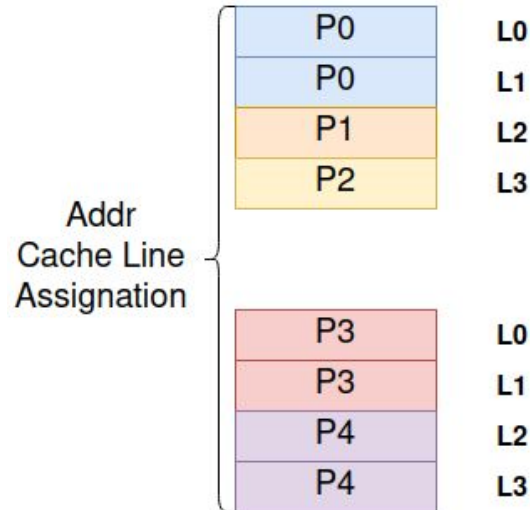 P0 L0
P0 L1
P1 L2
P2 L3
Addr
Cache Line
Assignation
P3 L0
P3 L1
P4 L2
P4 L3